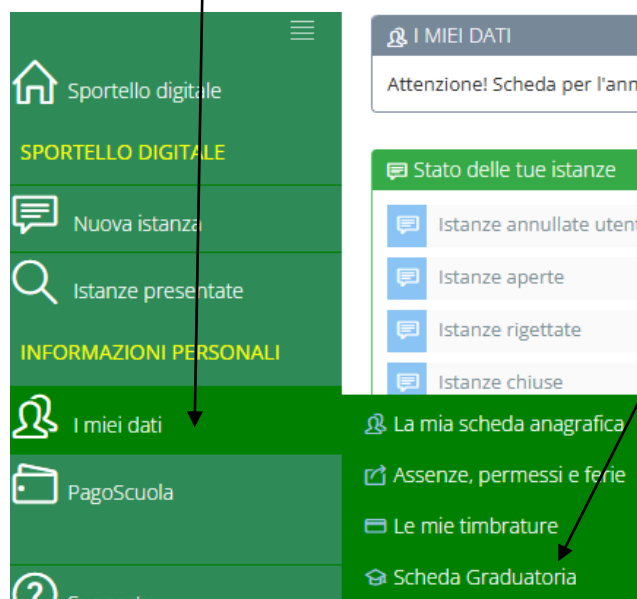 Sportello digitale
SPORTELLO DIGITALE
Nuova istanza
Istanze presentate
INFORMAZIONI PERSONALI
I miei dati
PagoScuola
I MIEI DATI
Attenzione! Scheda per l'ann
Stato delle tue istanze
Istanze annullate utent
Istanze aperte
Istanze rigettate
Istanze chiuse
La mia scheda anagrafica
Assenze, permessi e ferie
Le mie timbrature
Scheda Graduatoria